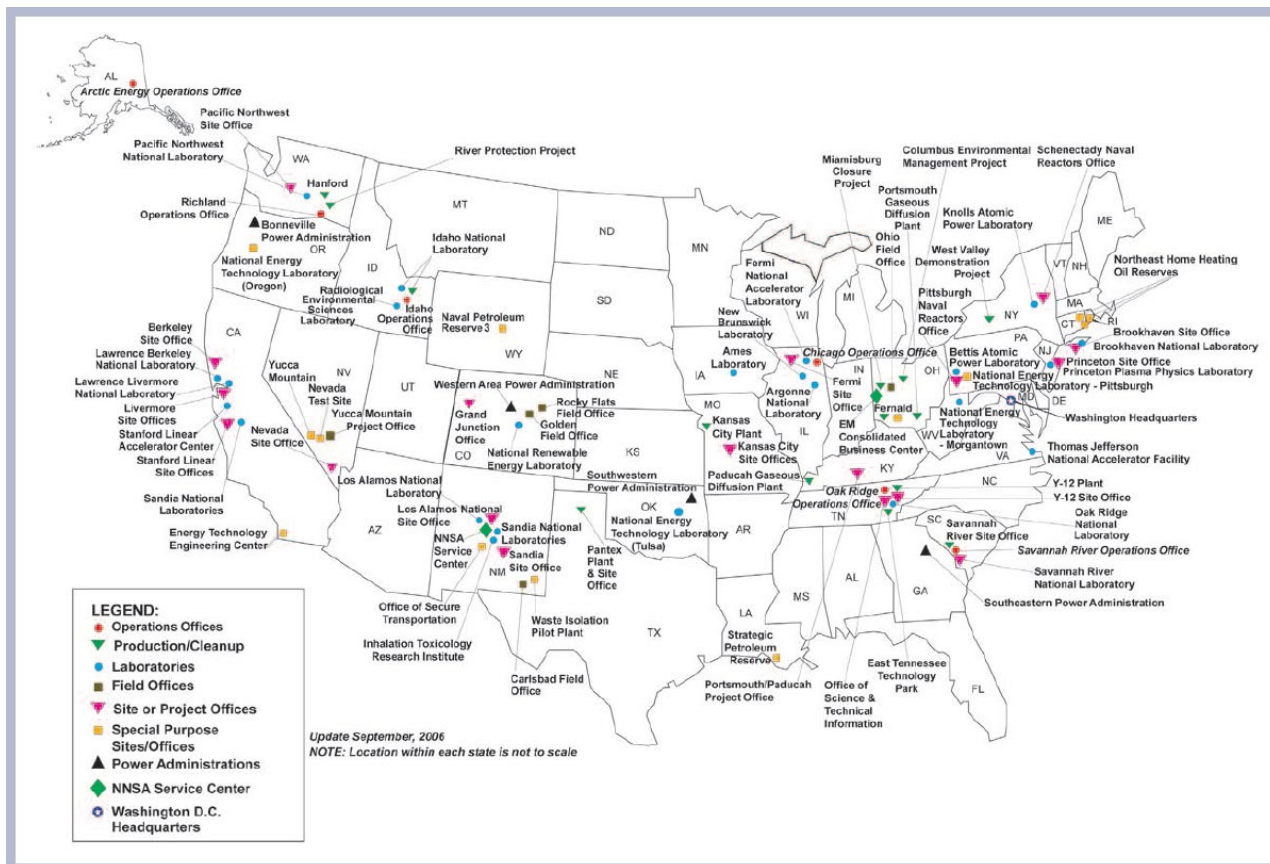 AL
Arctic Energy Operations Office
Pacific Northwest
Site Office
Pacific Northwest
National Laboratory
WA
Hanford
River Protection Project
Richland
Operations Office
Bonneville
Power Administration
OR
National Energy
Technology Laboratory
(Oregon)
Idaho National
Laboratory
ID
MT
ND
MN
SD
Radiological
Environmental
Sciences
Laboratory
Idaho
Operations
Office
Naval Petroleum
Reserve 3
WY
Berkeley
Site Office
CA
Lawrence Berkeley
National Laboratory
Lawrence Livermore
National Laboratory
Livermore
Site Offices
Stanford Linear
Accelerator Center
Stanford Linear
Site Offices
Sandia National
Laboratories
Energy Technology
Engineering Center
Yucca
Mountain
NV
Nevada
Test Site
Yucca Mountain
Project Office
Nevada
Site Office
UT
AZ
Western Area Power Administration
Grand
Junction
Office
CO
Rocky Flats
Field Office
Golden
Field Office
National Renewable
Energy Laboratory
NE
KS
Southwestern
Power Administration
Los Alamos National
Laboratory
Los Alamos National
Site Office
NNSA
Service
Center
Sandia National
Laboratories
Sandia
Site Office
NM
Office of Secure
Transportation
Inhalation Toxicology
Research Institute
Carlsbad Field
Office
Waste Isolation
Pilot Plant
Pantex
Plant
& Site
Office
OK
National Energy
Technology Laboratory
(Tulsa)
TX
IA
Ames
Laboratory
MO
Kansas
City Plant
Kansas City
Site Offices
Paducah Gaseous
Diffusion Plant
AR
LA
Strategic
Petroleum
Reserve
MS
AL
Fermi
National
Accelerator
Laboratory
WI
MI
New
Brunswick
Laboratory
Chicago Operations Office
Argonne
National
Laboratory
IL
Fermi
Site
Office
IN
OH
Fernald
EM
Consolidated
Business Center
Miamisburg
Closure
Project
Columbus Environmental
Management Project
Portsmouth
Gaseous
Diffusion
Plant
Ohio
Field
Office
Schenectady Naval
Reactors Office
Knolls Atomic
Power Laboratory
West Valley
Demonstration
Project
Pittsburgh
Naval
Reactors
Office
ME
VT
NH
MA
CT
RI
NY
PA
NJ
MD
DE
Northeast Home Heating
Oil Reserves
Brookhaven Site Office
Brookhaven National Laboratory
Princeton Site Office
Princeton Plasma Physics Laboratory
Bettis Atomic
Power Laboratory
National Energy
Technology Laboratory - Pittsburgh
Washington Headquarters
National Energy
Technology
Laboratory
- Morgantown
WV
VA
Thomas Jefferson
National Accelerator Facility
KY
NC
Oak Ridge
Operations Office
TN
Y-12 Plant
Y-12 Site Office
Oak Ridge
National
Laboratory
SC
Savannah
River Site Office
Savannah River Operations Office
Savannah River
National Laboratory
GA
Southeastern Power Administration
FL
Portsmouth/Paducah
Project Office
Office of
Science &
Technical
Information
East Tennessee
Technology
Park
LEGEND:
Operations Offices
Production/Cleanup
Laboratories
Field Offices
Site or Project Offices
Special Purpose
Sites/Offices
Power Administrations
NNSA Service Center
Washington D.C.
Headquarters
Update September, 2006
NOTE: Location within each state is not to scale